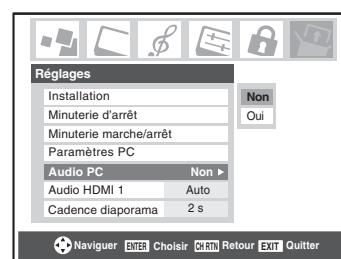 Réglages
Installation
Non
Minuterie d'arrêt
Oui
Minuterie marche/arrêt
Paramètres PC
Audio PC Non
Audio HDMI 1 Auto
Cadence diaporama 2 s
Naviguer ENTER Choisir CH RTN Retour EXIT Quitter